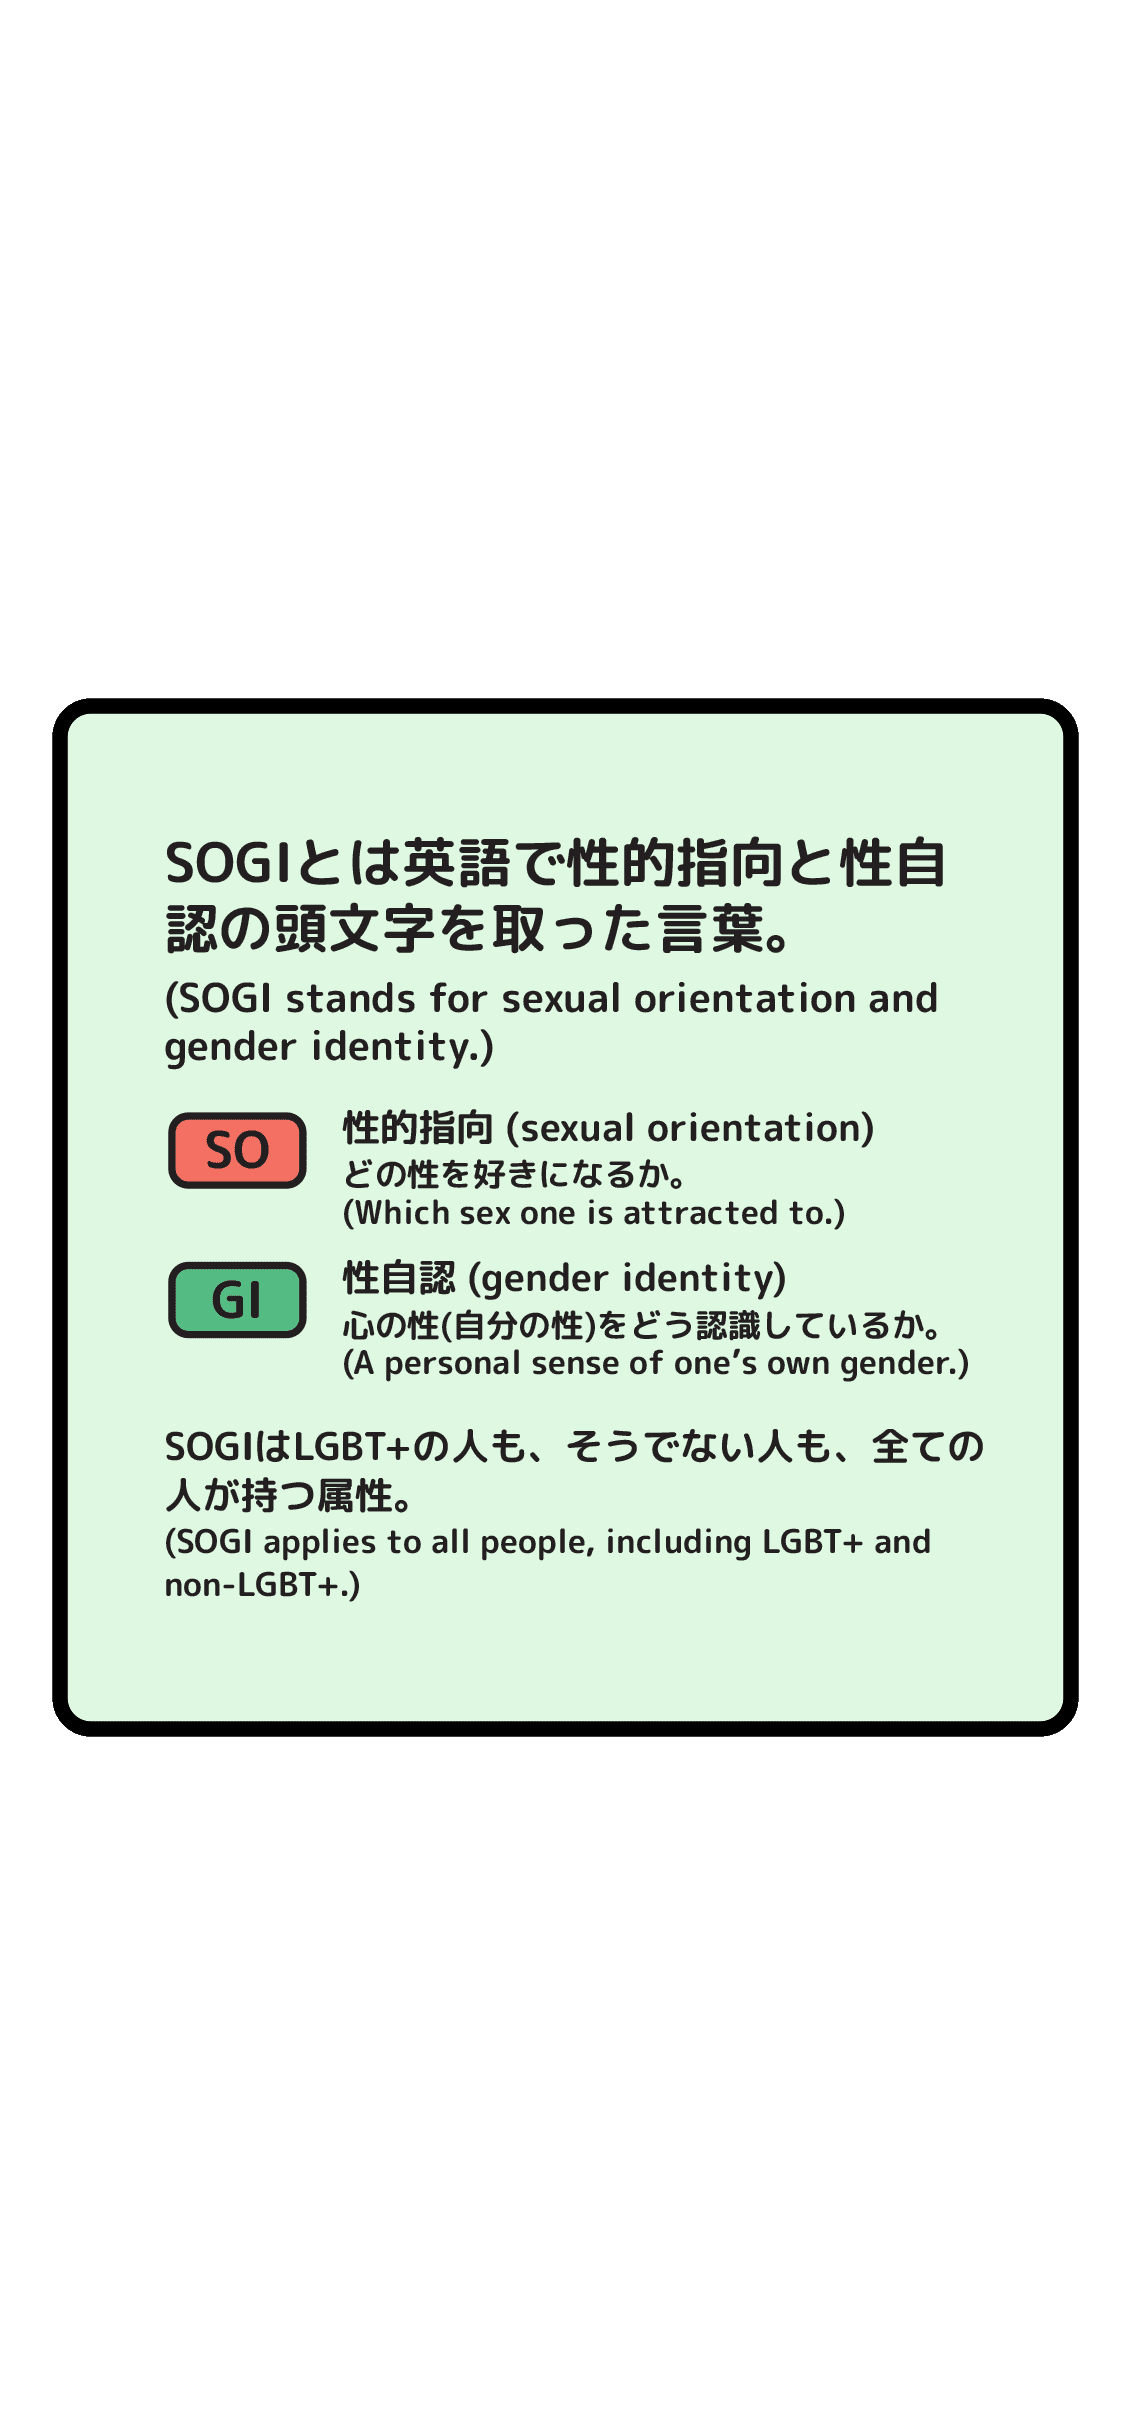 SOGIとは英語で性的指向と性自
認の頭文字を取った言葉。
(SOGI stands for sexual orientation and
gender identity.)
SO
性的指向 (sexual orientation)
どの性を好きになるか。
(Which sex one is attracted to.)
GI
性自認 (gender identity)
心の性(自分の性)をどう認識しているか。
(A personal sense of one’s own gender.)
SOGIはLGBT+の人も、そうでない人も、全ての
人が持つ属性。
(SOGI applies to all people, including LGBT+ and
non-LGBT+.)